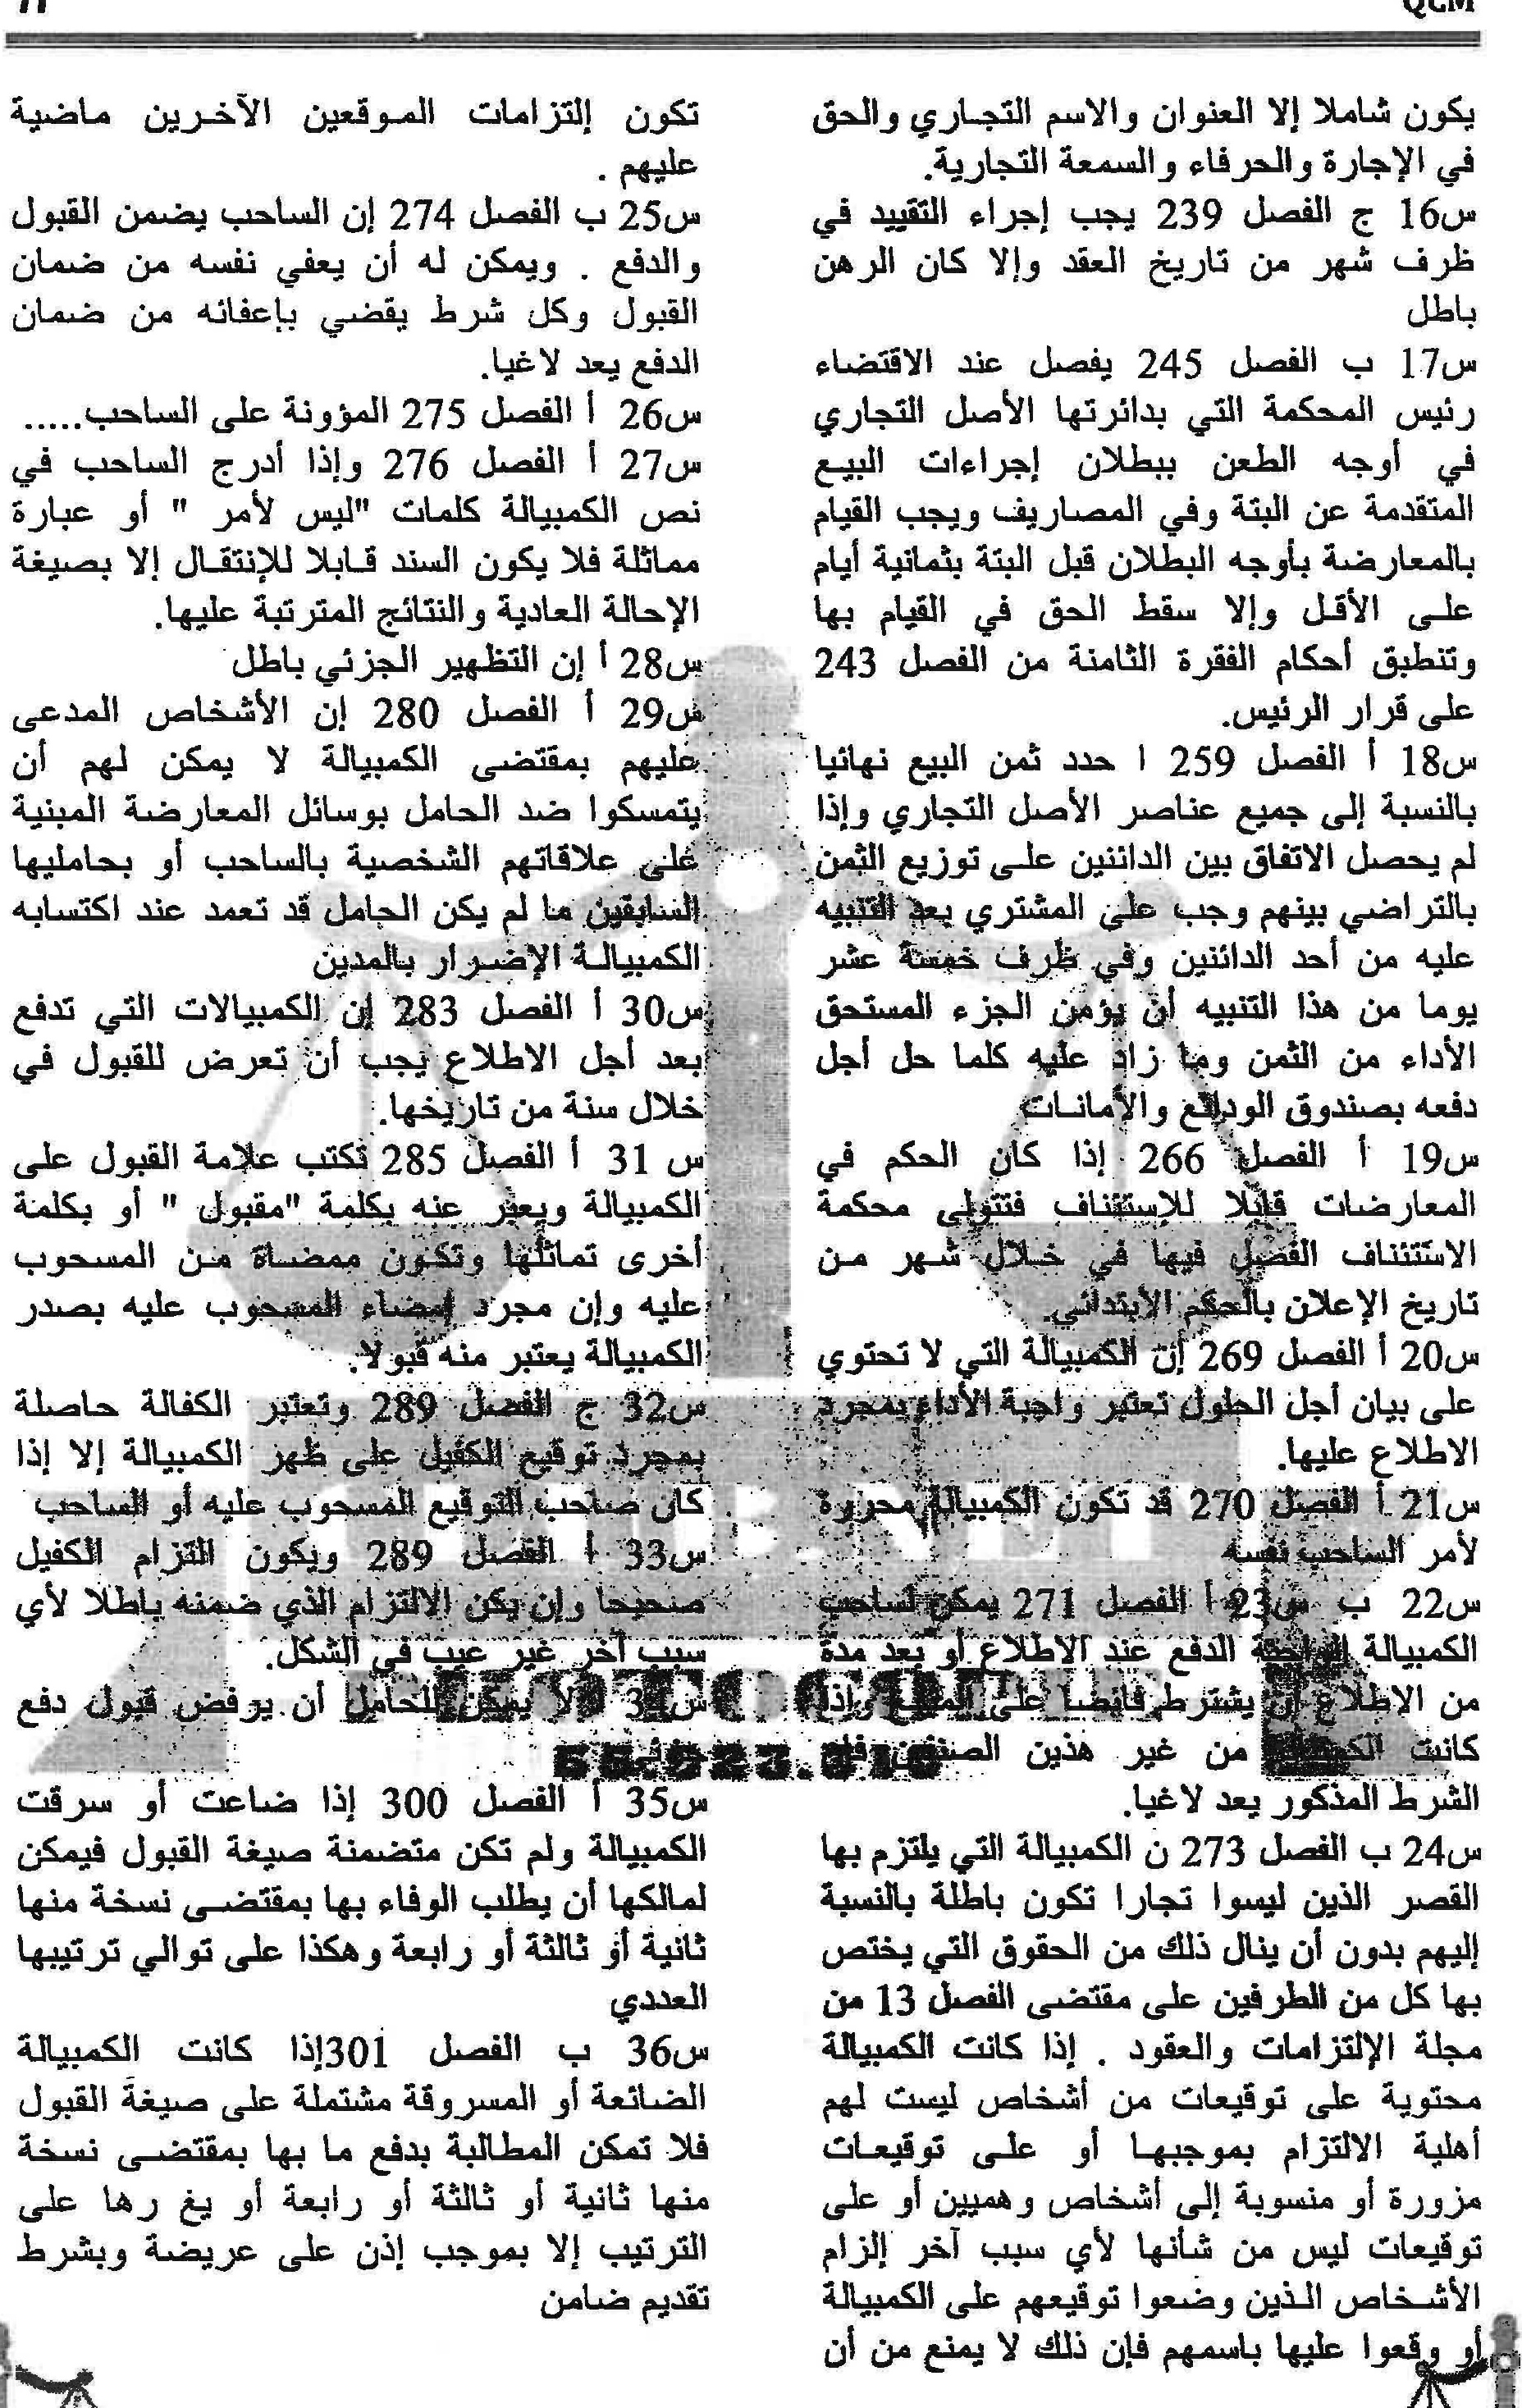 QCM
يكون شاملا إلا العنوان والاسم التجاري والحق
في الإجارة والحرفاء والسمعة التجارية.
س16 ج الفصل 239 يجب إجراء التقييد في
ظرف شهر من تاريخ العقد وإلا كان الرهن
باطل
س17 ب الفصل 245 يفصل عند الاقتضاء
رئيس المحكمة التي بدائرتها الأصل التجاري
في أوجه الطعن ببطلان إجراءات البيع
المتقدمة عن البتة وفي المصاريف ويجب القيام
بالمعارضة بأوجه البطلان قبل البتة بثمانية أيام
على الأقل وإلا سقط الحق في القيام بها
وتنطبق أحكام الفقرة الثامنة من الفصل 243
على قرار الرئيس.
س18 أ الفصل 259 ا حدد ثمن البيع نهائيا
بالنسبة إلى جميع عناصر الأصل التجاري وإذا
لم يحصل الاتفاق بين الدائنين على توزيع الثمن
بالتراضي بينهم وجب على المشتري بعد التنبيه
عليه من أحد الدائنين وفي ظرف خمسة عشر
يوما من هذا التنبيه أن يؤمن الجزء المستحق
الأداء من الثمن وما زاد عليه كلما حل أجل
دفعه بصندوق الودائع والأمانات
س19 أ الفصل 266 إذا كان الحكم في
المعارضات قابلا للإستئناف فتتولى محكمة
الاستئناف الفصل فيها في خلال شهر من
تاريخ الإعلان بالحكم الابتدائي.
س20 أ الفصل 269 إن الكمبيالة التي لا تحتوي
على بيان أجل الحلول تعتبر واجبة الأداء بمجرد
الاطلاع عليها.
س21 أ الفصل 270 قد تكون الكمبيالة محررة
لأمر الساحب نفسه
س22 ب س23 أ الفصل 271 يمكن لساحب
الكمبيالة الدفع عند الاطلاع أو بعد مدة
من الاطلاع أن يشترط فائضا على المبلغ وإذا
كانت الكمبيالة من غير هذين الصنفين فإن
الشرط المذكور يعد لاغيا.
س24 ب الفصل 273 ن الكمبيالة التي يلتزم بها
القصر الذين ليسوا تجارا تكون باطلة بالنسبة
إليهم بدون أن ينال ذلك من الحقوق التي يختص
بها كل من الطرفين على مقتضى الفصل 13 من
مجلة الإلتزامات والعقود . إذا كانت الكمبيالة
محتوية على توقيعات من أشخاص ليست لهم
أهلية الالتزام بموجبها أو على توقيعات
مزورة أو منسوبة إلى أشخاص وهميين أو على
توقيعات ليس من شأنها لأي سبب آخر إلزام
الأشخاص الذين وضعوا توقيعهم على الكمبيالة
أو وقعوا عليها باسمهم فإن ذلك لا يمنع من أن
تكون إلتزامات الموقعين الآخرين ماضية
عليهم .
س25 ب الفصل 274 إن الساحب يضمن القبول
والدفع . ويمكن له أن يعفي نفسه من ضمان
القبول وكل شرط يقضي بإعفائه من ضمان
الدفع يعد لاغيا.
س26 أ الفصل 275 المؤونة على الساحب.....
س27 أ الفصل 276 وإذا أدرج الساحب في
نص الكمبيالة كلمات "ليس لأمر " أو عبارة
مماثلة فلا يكون السند قابلا للإنتقال إلا بصيغة
الإحالة العادية والنتائج المترتبة عليها.
س28 أ إن التظهير الجزئي باطل
س29 أ الفصل 280 إن الأشخاص المدعى
عليهم بمقتضى الكمبيالة لا يمكن لهم أن
يتمسكوا ضد الحامل بوسائل المعارضة المبنية
على علاقاتهم الشخصية بالساحب أو بحامليها
السابقين ما لم يكن الحامل قد تعمد عند اكتسابه
الكمبيالة الإضرار بالمدين
س30 أ الفصل 283 إن الكمبيالات التي تدفع
بعد أجل الاطلاع يجب أن تعرض للقبول في
خلال سنة من تاريخها.
س 31 أ الفصل 285 تكتب علامة القبول على
الكمبيالة ويعبر عنه بكلمة "مقبول " أو بكلمة
أخرى تماثلها وتكون ممضاة من المسحوب
عليه وإن مجرد إمضاء المسحوب عليه بصدر
الكمبيالة يعتبر منه قبولا.
س32 ج الفصل 289 وتعتبر الكفالة حاصلة
بمجرد توقيع الكفيل على ظهر الكمبيالة إلا إذا
كان صاحب التوقيع المسحوب عليه أو الساحب
س33 أ الفصل 289 ويكون التزام الكفيل
صحيحا وإن يكن الالتزام الذي ضمنه باطلا لأي
سبب آخر غير عيب في الشكل.
لا يمكن للحامل أن يرفض قبول دفع
س35 أ الفصل 300 إذا ضاعت أو سرقت
الكمبيالة ولم تكن متضمنة صيغة القبول فيمكن
لمالكها أن يطلب الوفاء بها بمقتضى نسخة منها
ثانية أو ثالثة أو رابعة وهكذا على توالي ترتيبها
العددي
س36 ب الفصل 301إذا كانت الكمبيالة
الضائعة أو المسروقة مشتملة على صيغة القبول
فلا تمكن المطالبة بدفع ما بها بمقتضى نسخة
منها ثانية أو ثالثة أو رابعة أو يغ رها على
الترتيب إلا بموجب إذن على عريضة وبشرط
تقديم ضامن